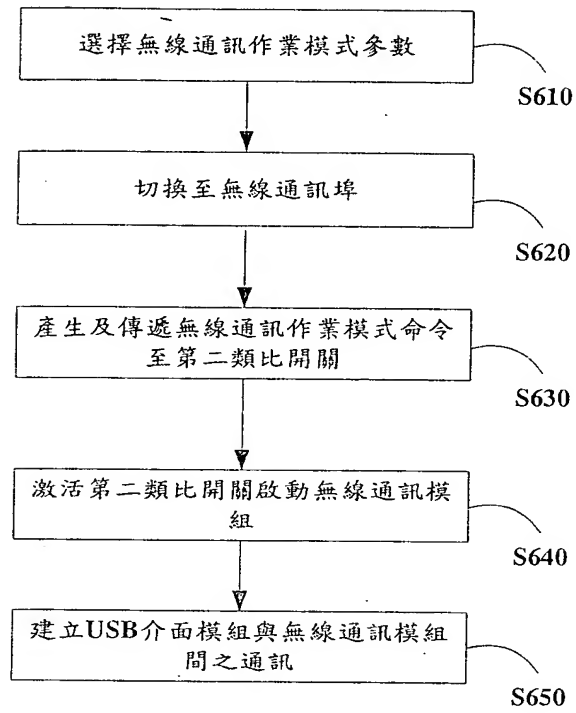 選擇無線通訊作業模式參數
S610
切換至無線通訊埠
S620
產生及傳遞無線通訊作業模式命令
至第二類比開關
S630
激活第二類比開關啟動無線通訊模
組
S640
建立USB介面模組與無線通訊模組
間之通訊
S650